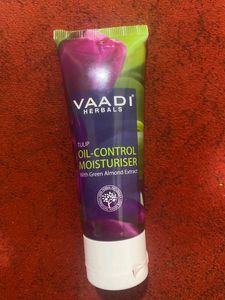 VAADI
HERBALS
TULIP
OIL-CONTROL
MOISTURISER
With Green Almond Extract